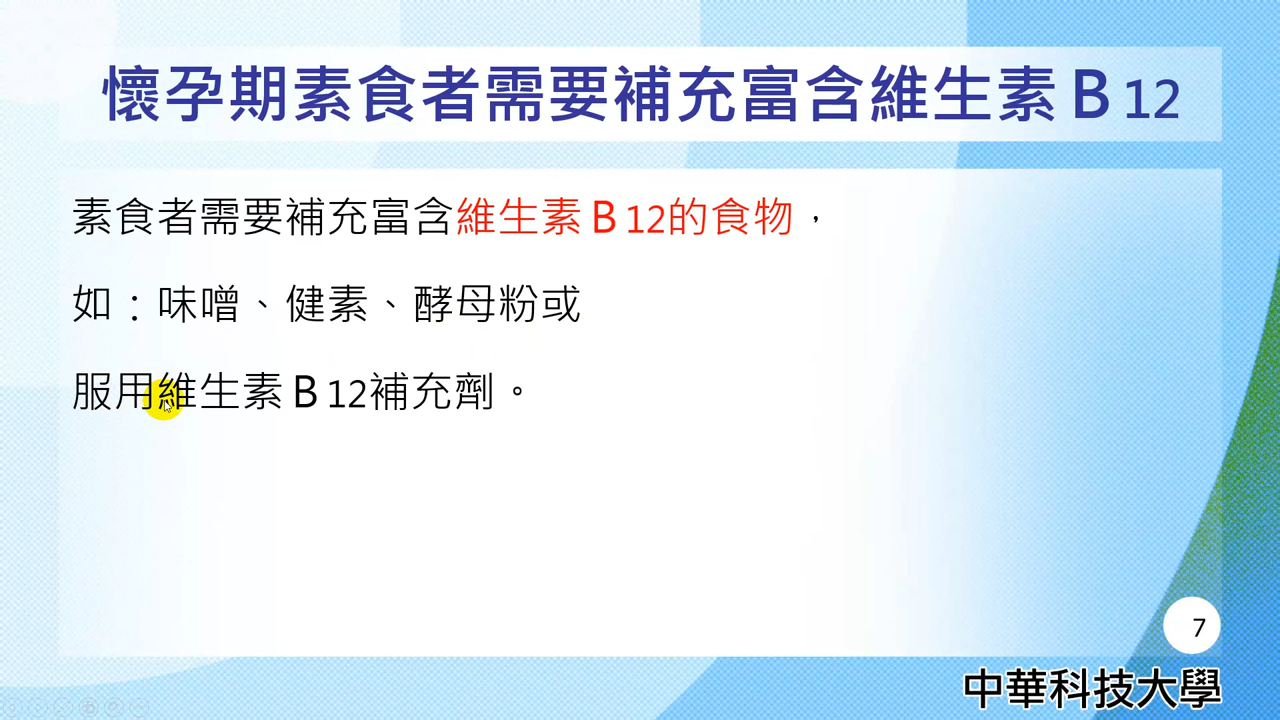 懷孕期素食者需要補充富含維生素B 12
素食者需要補充富含維生素B 12的食物，
如：味噌、健素、酵母粉或
服用維生素B 12補充劑。
7
中華科技大學